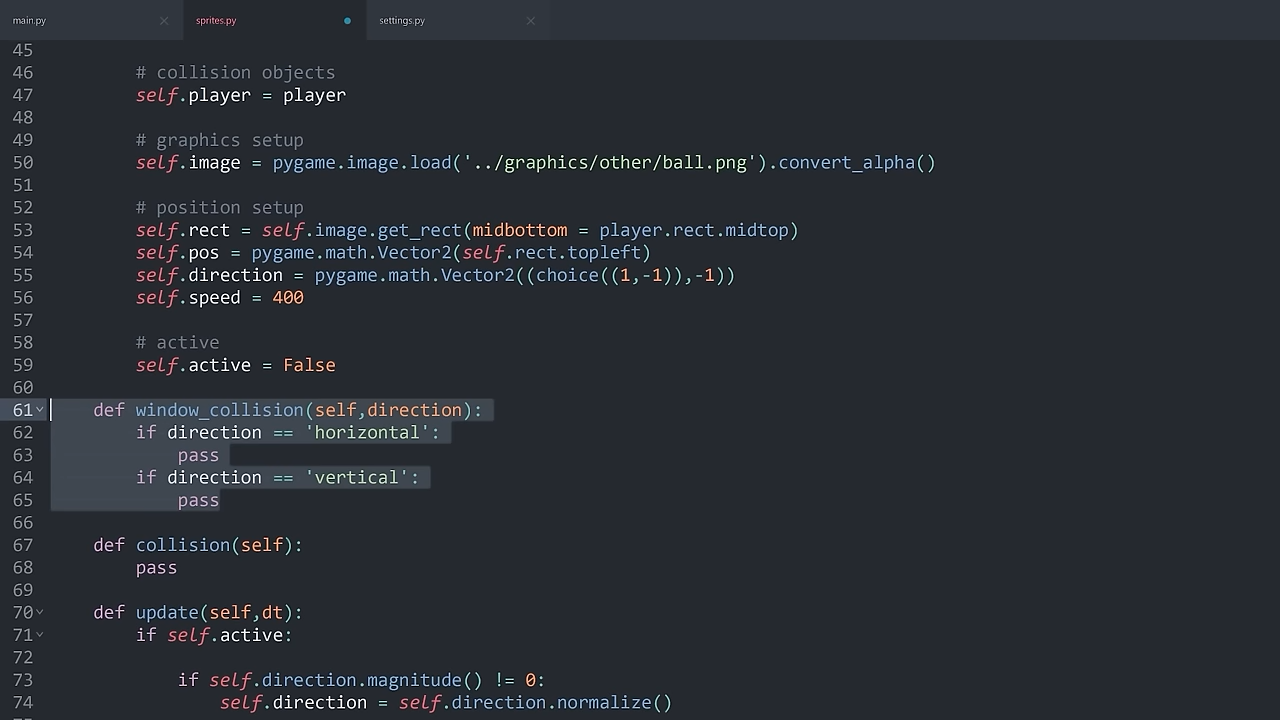 main.py × sprites.py settings.py ×
45
46 # collision objects
47 self.player = player
48
49 # graphics setup
50 self.image = pygame.image.load('../graphics/other/ball.png').convert_alpha()
51
52 # position setup
53 self.rect = self.image.get_rect(midbottom = player.rect.midtop)
54 self.pos = pygame.math.Vector2(self.rect.topleft)
55 self.direction = pygame.math.Vector2((choice((1,-1)),-1))
56 self.speed = 400
57
58 # active
59 self.active = False
60
61 def window_collision(self,direction):
62 if direction == 'horizontal':
63 pass
64 if direction == 'vertical':
65 pass
66
67 def collision(self):
68 pass
69
70 def update(self,dt):
71 if self.active:
72
73 if self.direction.magnitude() != 0:
74 self.direction = self.direction.normalize()